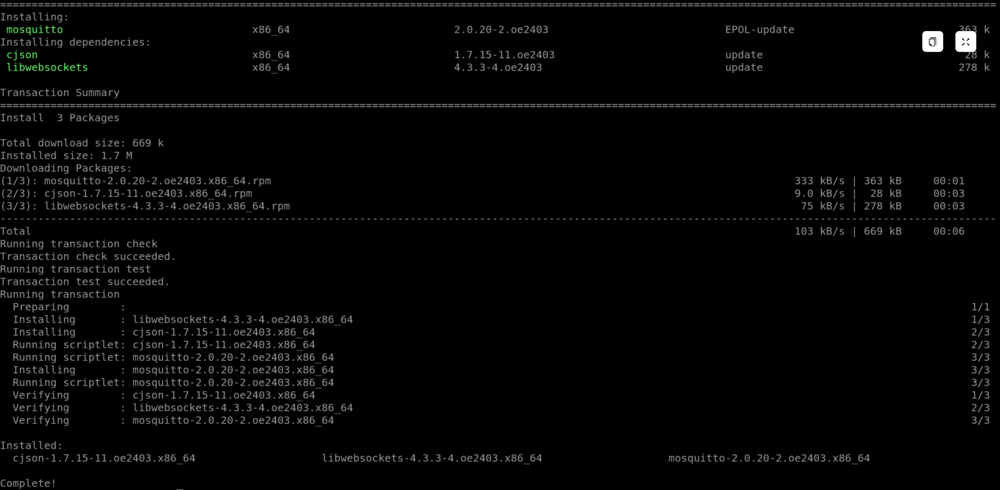 ================================================================================
Installing:
 mosquitto                              x86_64                          2.0.20-2.oe2403                            EPOL-update                          363 k
Installing dependencies:
 cjson                                  x86_64                          1.7.15-11.oe2403                           update                                28 k
 libwebsockets                          x86_64                          4.3.3-4.oe2403                             update                               278 k

Transaction Summary
================================================================================
Install  3 Packages

Total download size: 669 k
Installed size: 1.7 M
Downloading Packages:
(1/3): mosquitto-2.0.20-2.oe2403.x86_64.rpm                                   333 kB/s | 363 kB     00:01
(2/3): cjson-1.7.15-11.oe2403.x86_64.rpm                                      9.0 kB/s |  28 kB     00:03
(3/3): libwebsockets-4.3.3-4.oe2403.x86_64.rpm                                 75 kB/s | 278 kB     00:03
--------------------------------------------------------------------------------
Total                                                                         103 kB/s | 669 kB     00:06
Running transaction check
Transaction check succeeded.
Running transaction test
Transaction test succeeded.
Running transaction
  Preparing        :                                                          1/1
  Installing       : libwebsockets-4.3.3-4.oe2403.x86_64                      1/3
  Installing       : cjson-1.7.15-11.oe2403.x86_64                            2/3
  Running scriptlet: cjson-1.7.15-11.oe2403.x86_64                            2/3
  Running scriptlet: mosquitto-2.0.20-2.oe2403.x86_64                         3/3
  Installing       : mosquitto-2.0.20-2.oe2403.x86_64                         3/3
  Running scriptlet: mosquitto-2.0.20-2.oe2403.x86_64                         3/3
  Verifying        : cjson-1.7.15-11.oe2403.x86_64                            1/3
  Verifying        : libwebsockets-4.3.3-4.oe2403.x86_64                      2/3
  Verifying        : mosquitto-2.0.20-2.oe2403.x86_64                         3/3

Installed:
  cjson-1.7.15-11.oe2403.x86_64                    libwebsockets-4.3.3-4.oe2403.x86_64                    mosquitto-2.0.20-2.oe2403.x86_64

Complete!